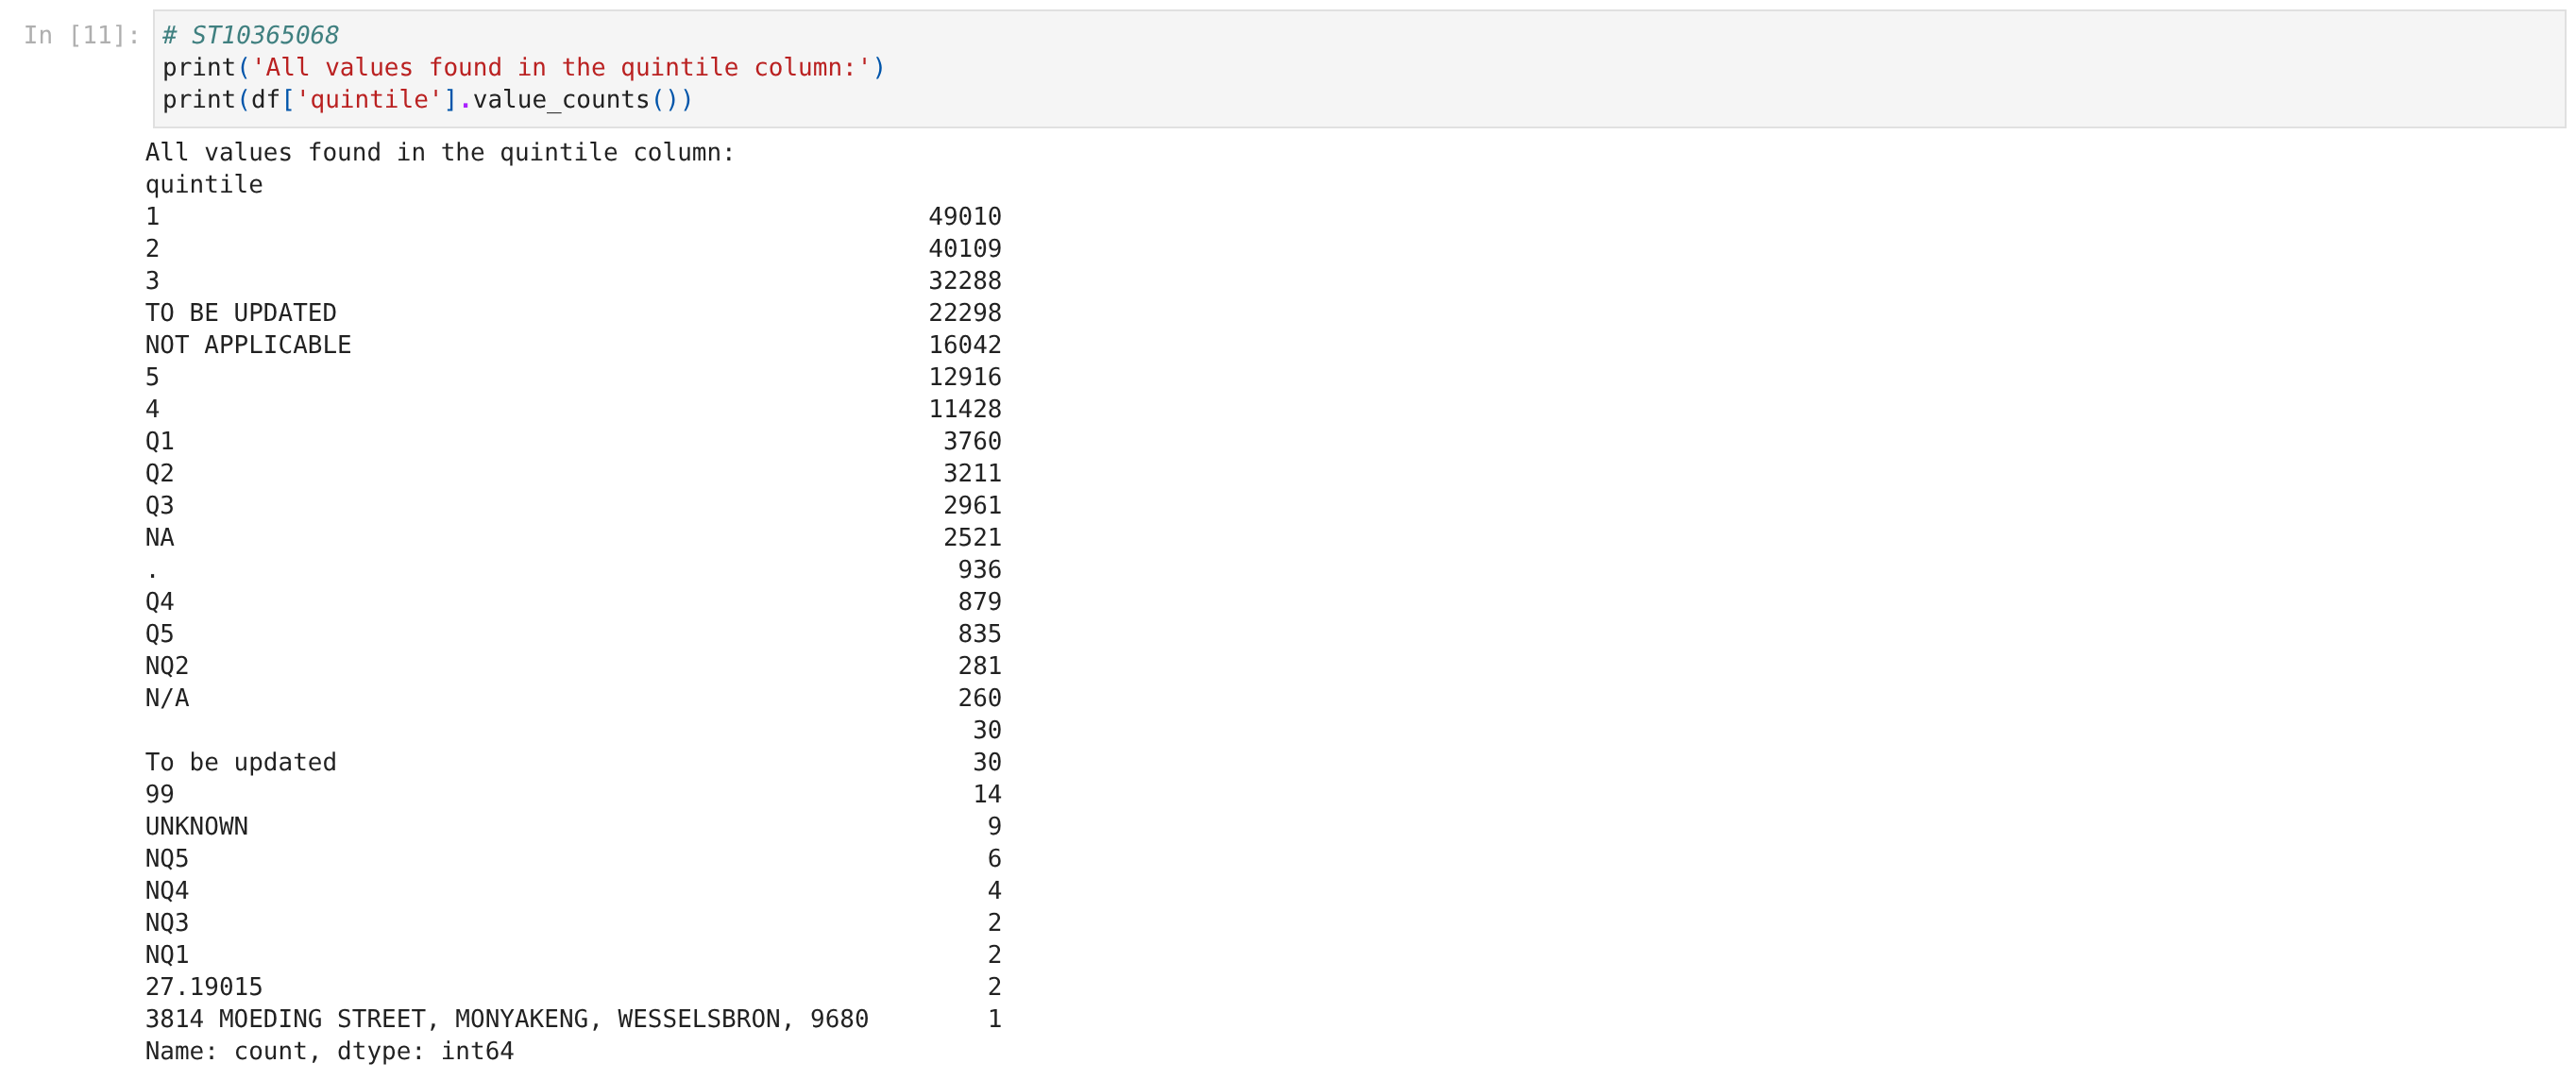 In [11]: # ST10365068
print('All values found in the quintile column:')
print(df['quintile'].value_counts())
All values found in the quintile column:
quintile
1 49010
2 40109
3 32288
TO BE UPDATED 22298
NOT APPLICABLE 16042
5 12916
4 11428
Q1 3760
Q2 3211
Q3 2961
NA 2521
. 936
Q4 879
Q5 835
NQ2 281
N/A 260
30
To be updated 30
99 14
UNKNOWN 9
NQ5 6
NQ4 4
NQ3 2
NQ1 2
27.19015 2
3814 MOEDING STREET, MONYAKENG, WESSELSBRON, 9680 1
Name: count, dtype: int64